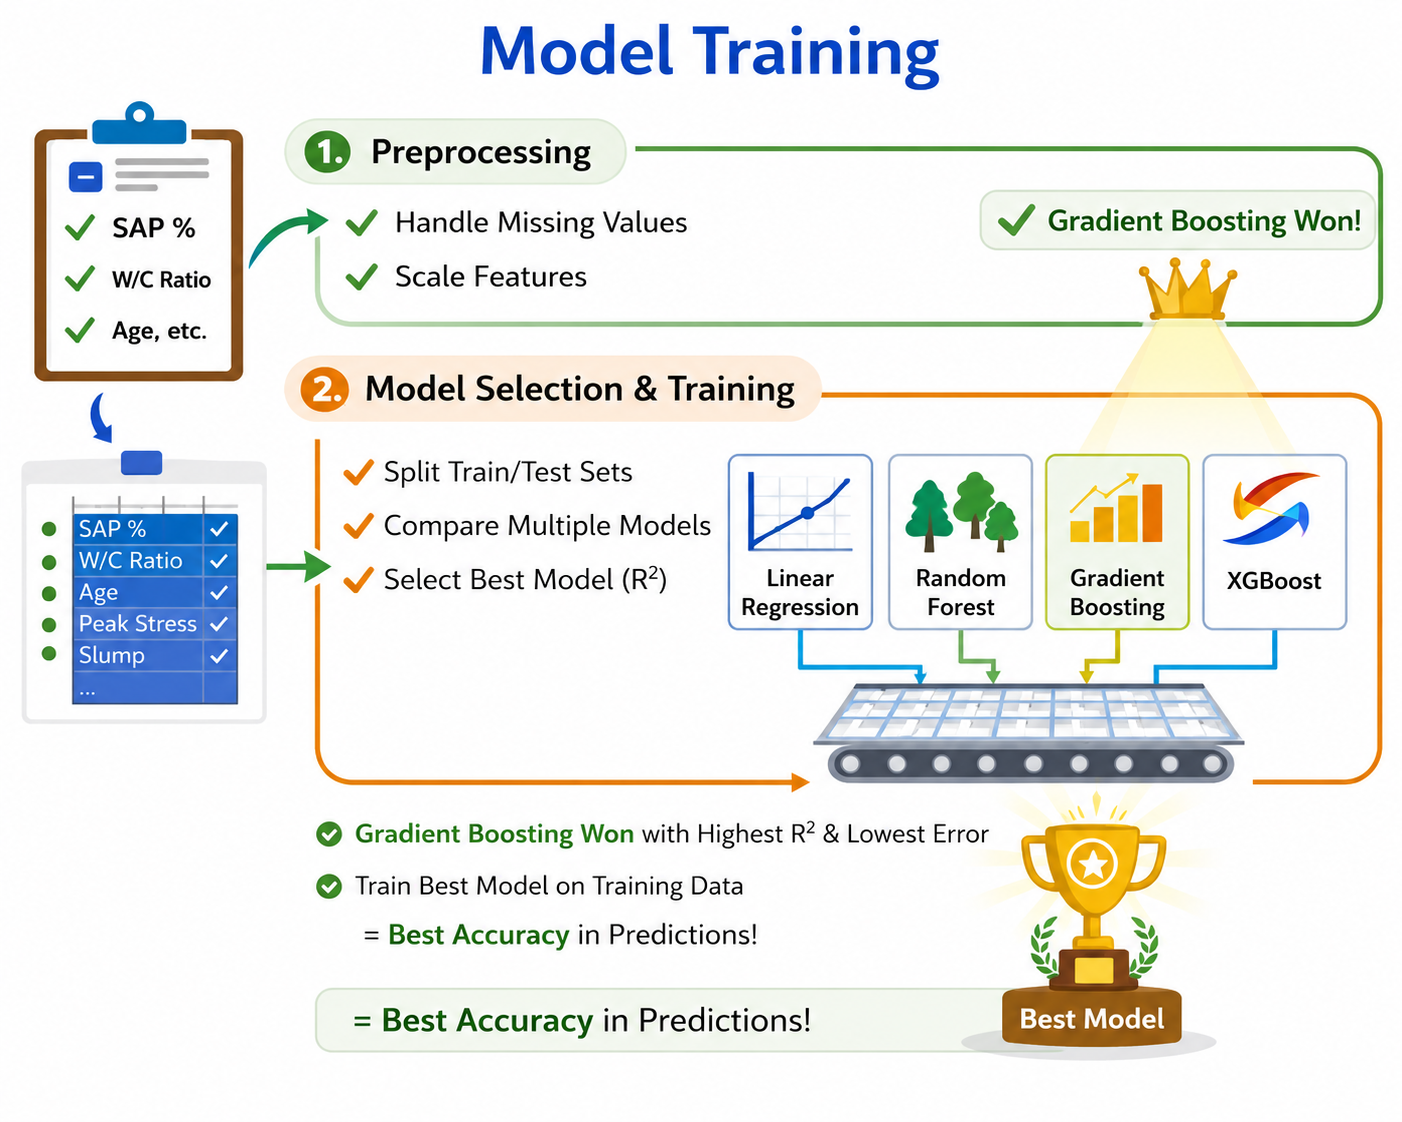 Model Training
SAP %
W/C Ratio
Age, etc.
1. Preprocessing
Handle Missing Values
Scale Features
Gradient Boosting Won!
2. Model Selection & Training
Split Train/Test Sets
Compare Multiple Models
Select Best Model (R²)
Linear
Regression
Random
Forest
Gradient
Boosting
XGBoost
SAP %
W/C Ratio
Age
Peak Stress
Slump
...
Gradient Boosting Won with Highest R² & Lowest Error
Train Best Model on Training Data
= Best Accuracy in Predictions!
= Best Accuracy in Predictions!
Best Model